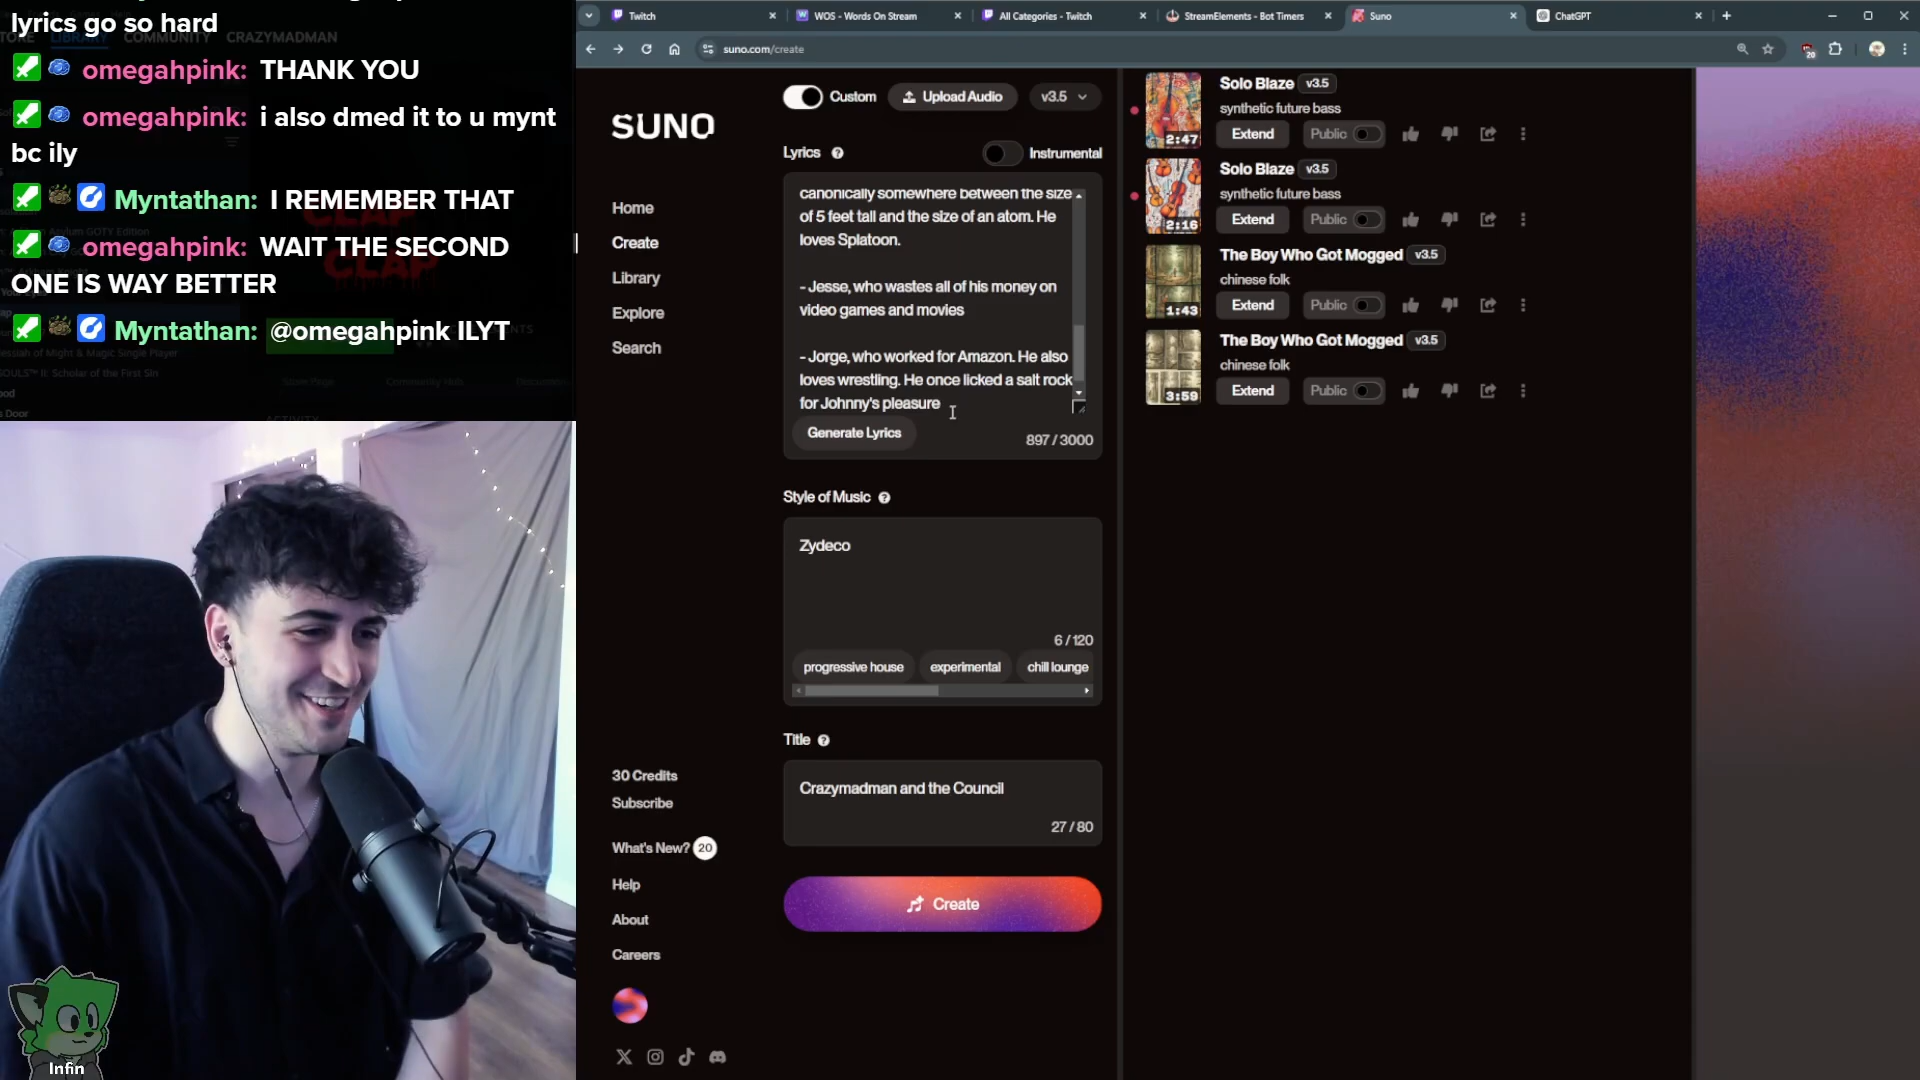 lyrics go so hard
omegahpink: THANK YOU
omegahpink: i also dmed it to u mynt
bc ily
Myntathan: I REMEMBER THAT
omegahpink: WAIT THE SECOND
ONE IS WAY BETTER
Myntathan: @omegahpink ILYT
COMMUNITY
CRAZYMADMAN
Infin
Twitch
WOS - Words On Stream
All Categories - Twitch
StreamElements - Bot Timers
Suno
ChatGPT
suno.com/create
20
SUNO
Home
Create
Library
Explore
Search
30 Credits
Subscribe
What's New? 20
Help
About
Careers
Custom
Upload Audio
v3.5
Lyrics
Instrumental
canonically somewhere between the size
of 5 feet tall and the size of an atom. He
loves Splatoon.
- Jesse, who wastes all of his money on
video games and movies
- Jorge, who worked for Amazon. He also
loves wrestling. He once licked a salt rock
for Johnny's pleasure
Generate Lyrics
897 / 3000
Style of Music
Zydeco
6 / 120
progressive house
experimental
chill lounge
Title
Crazymadman and the Council
27 / 80
Create
Solo Blaze v3.5
synthetic future bass
2:47
Extend
Public
Solo Blaze v3.5
synthetic future bass
2:16
Extend
Public
The Boy Who Got Mogged v3.5
chinese folk
1:43
Extend
Public
The Boy Who Got Mogged v3.5
chinese folk
3:59
Extend
Public